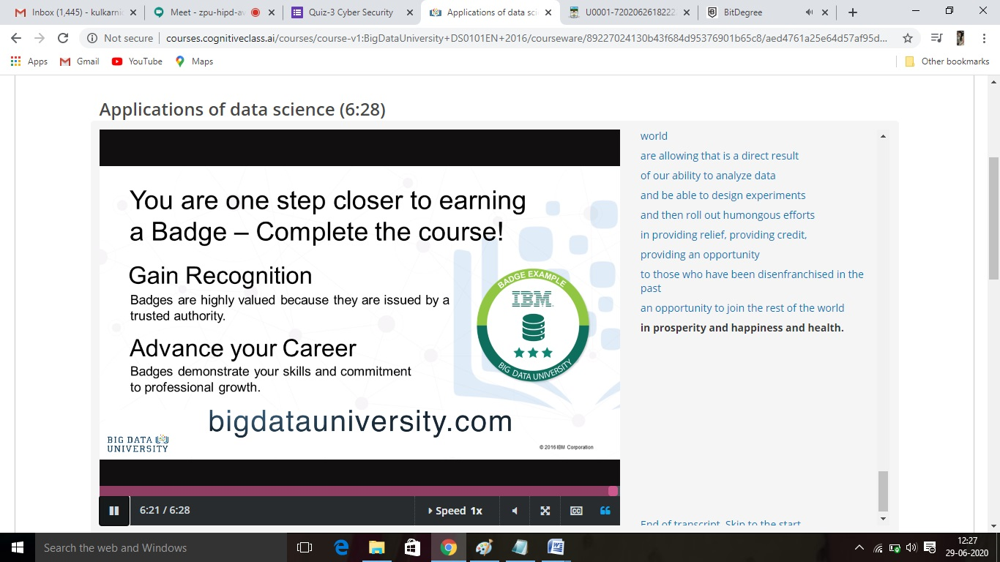 Inbox (1,445) - kulkarni
Meet - zpu-hipd-av
Quiz-3 Cyber Security
Applications of data sci
U0001-7202062618222
BitDegree
Not secure
courses.cognitiveclass.ai/courses/course-v1:BigDataUniversity+DS0101EN+2016/courseware/89227024130b43f684d95376901b65c8/aed4761a25e64d57af95d...
Apps
Gmail
YouTube
Maps
Other bookmarks
Applications of data science (6:28)
You are one step closer to earning
a Badge – Complete the course!
Gain Recognition
Badges are highly valued because they are issued by a
trusted authority.
Advance your Career
Badges demonstrate your skills and commitment
to professional growth.
BADGE EXAMPLE
IBM
BIG DATA UNIVERSITY
bigdatauniversity.com
BIG DATA
UNIVERSITY
© 2016 IBM Corporation
6:21 / 6:28
Speed 1x
CC
world
are allowing that is a direct result
of our ability to analyze data
and be able to design experiments
and then roll out humongous efforts
in providing relief, providing credit,
providing an opportunity
to those who have been disenfranchised in the
past
an opportunity to join the rest of the world
in prosperity and happiness and health.
End of transcript. Skip to the start.
Search the web and Windows
12:27
29-06-2020